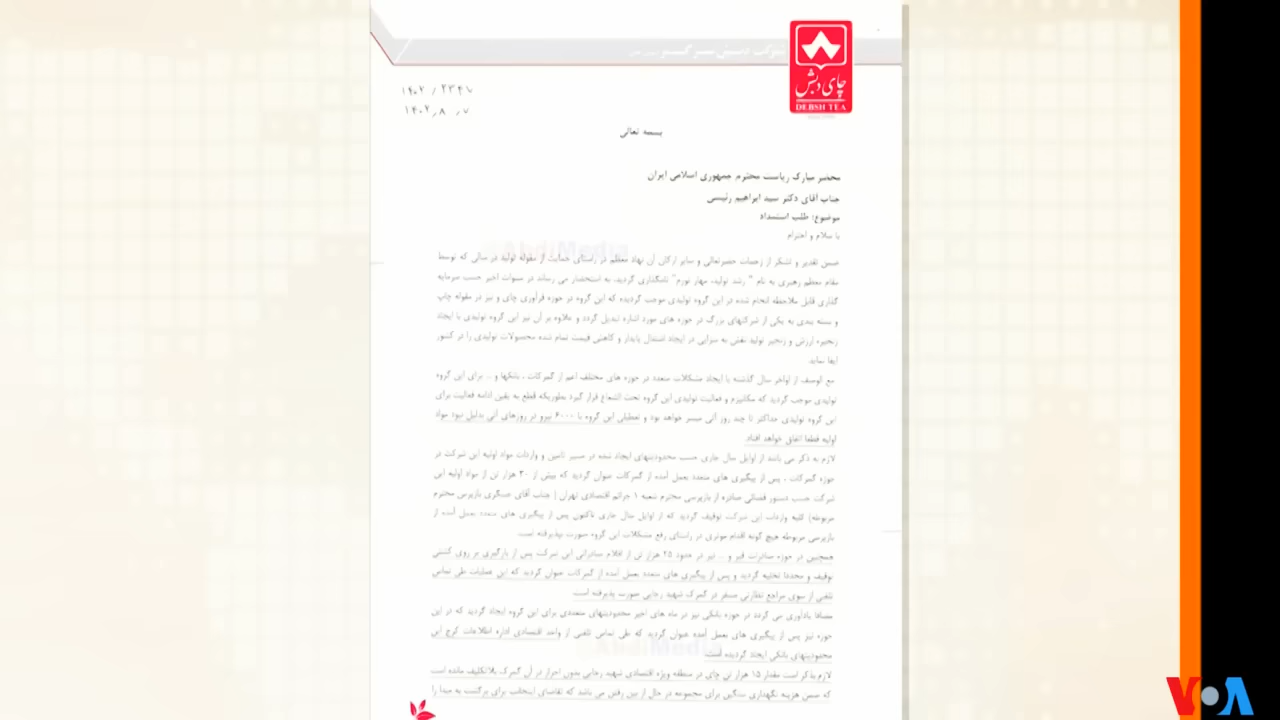 شرکت دبش سبز گستر
چای دبش
DEBSH TEA
۱۴۰۲ / ۲۳۴۷
۱۴۰۲٫۸ ٫۷
بسمه تعالی
محضر مبارک ریاست محترم جمهوری اسلامی ایران
جناب آقای دکتر سید ابراهیم رئیسی
موضوع: طلب استمداد
با سلام و احترام
ضمن تقدیر و تشکر از زحمات حضرتعالی و سایر ارکان آن نهاد معظم در راستای حمایت از مقوله تولید در سالی که توسط
مقام معظم رهبری به نام " رشد تولید، مهار تورم" نامگذاری گردید، به استحضار می رساند در سنوات اخیر حسب سرمایه
گذاری قابل ملاحظه انجام شده در این گروه تولیدی موجب گردیده که این گروه در حوزه فرآوری چای و نیز در مقوله چاپ
و بسته بندی به یکی از شرکتهای بزرگ در حوزه های مورد اشاره تبدیل گردد و علاوه بر آن نیز این گروه تولیدی با ایجاد
زنجیره ارزش و زنجیر تولید نقش به سزایی در ایجاد اشتغال پایدار و کاهش قیمت تمام شده محصولات تولیدی را در کشور
ایفا نماید.
مع الوصف از اواخر سال گذشته با ایجاد مشکلات متعدد در حوزه های مختلف اعم از گمرکات ، بانکها و ... برای این گروه
تولیدی موجب گردید که مکانیزم و فعالیت تولیدی این گروه تحت الشعاع قرار گیرد بطوریکه قطع به یقین ادامه فعالیت برای
این گروه تولیدی حداکثر تا چند روز آتی میسر خواهد بود و تعطیلی این گروه با ۶۰۰۰ نیرو در روزهای آتی بدلیل نبود مواد
اولیه قطعا اتفاق خواهد افتاد.
لازم به ذکر می باشد از اوایل سال جاری حسب محدودیتهای ایجاد شده در مسیر تامین و واردات مواد اولیه این شرکت در
حوزه گمرکات ، پس از پیگیری های متعدد بعمل آمده از گمرکات عنوان گردید که بیش از ۳۰ هزار تن از مواد اولیه این
شرکت حسب دستور قضائی صادره از بازپرسی محترم شعبه ۱ جرائم اقتصادی تهران ( جناب آقای عسگری بازپرس محترم
مربوطه) کلیه واردات این شرکت توقیف گردید که از اوایل سال جاری تاکنون پس از پیگیری های متعدد بعمل آمده از
بازپرسی مربوطه هیچ گونه اقدام موثری در راستای رفع مشکلات این گروه صورت نپذیرفته است.
همچنین در حوزه صادرات قیر و ... نیز در حدود ۲۵ هزار تن از اقلام صادراتی این شرکت پس از بارگیری بر روی کشتی
توقیف و مجددا تخلیه گردید و پس از پیگیری های متعدد بعمل آمده از گمرکات عنوان گردید که این عملیات طی تماس
تلفنی از سوی مراجع نظارتی مستقر در گمرک شهید رجایی صورت پذیرفته است.
مضافا یادآوری می گردد در حوزه بانکی نیز در ماه های اخیر محدودیتهای متعددی برای این گروه ایجاد گردید که در این
حوزه نیز پس از پیگیری های بعمل آمده عنوان گردید که طی تماس تلفنی از واحد اقتصادی اداره اطلاعات کرج این
محدودیتهای بانکی ایجاد گردیده است.
لازم بذکر است مقدار ۱۵ هزار تن چای در منطقه ویژه اقتصادی شهید رجایی بدون احراز در آن گمرک بلاتکلیف مانده است
که ضمن هزینه نگهداری سنگین برای مجموعه در حال از بین رفتن می باشد که تقاضای اینجانب برای برگشت به مبدا را
AbdiMedia
AbdiMedia
VOA